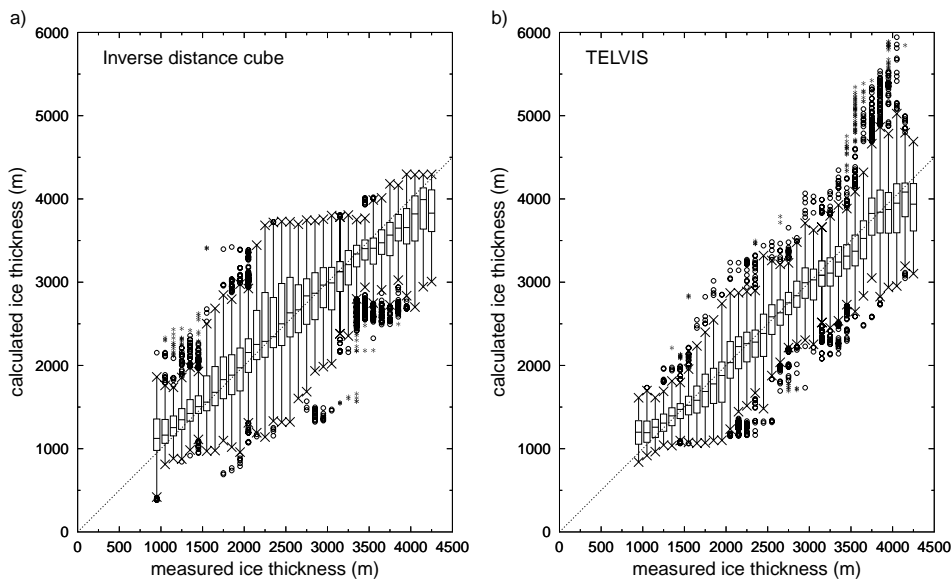 a)
Inverse distance cube
6000
5000
4000
3000
2000
1000
0
calculated ice thickness (m)
0 500 1000 1500 2000 2500 3000 3500 4000 4500
measured ice thickness (m)
b)
TELVIS
6000
5000
4000
3000
2000
1000
0
calculated ice thickness (m)
0 500 1000 1500 2000 2500 3000 3500 4000 4500
measured ice thickness (m)